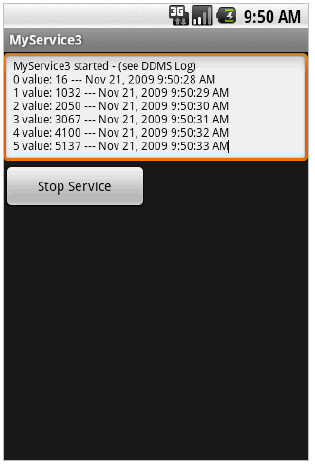 3G 9:50 AM
MyService3
MyService3 started - (see DDMS Log)
0 value: 16 --- Nov 21, 2009 9:50:28 AM
1 value: 1032 --- Nov 21, 2009 9:50:29 AM
2 value: 2050 --- Nov 21, 2009 9:50:30 AM
3 value: 3067 --- Nov 21, 2009 9:50:31 AM
4 value: 4100 --- Nov 21, 2009 9:50:32 AM
5 value: 5137 --- Nov 21, 2009 9:50:33 AM
Stop Service